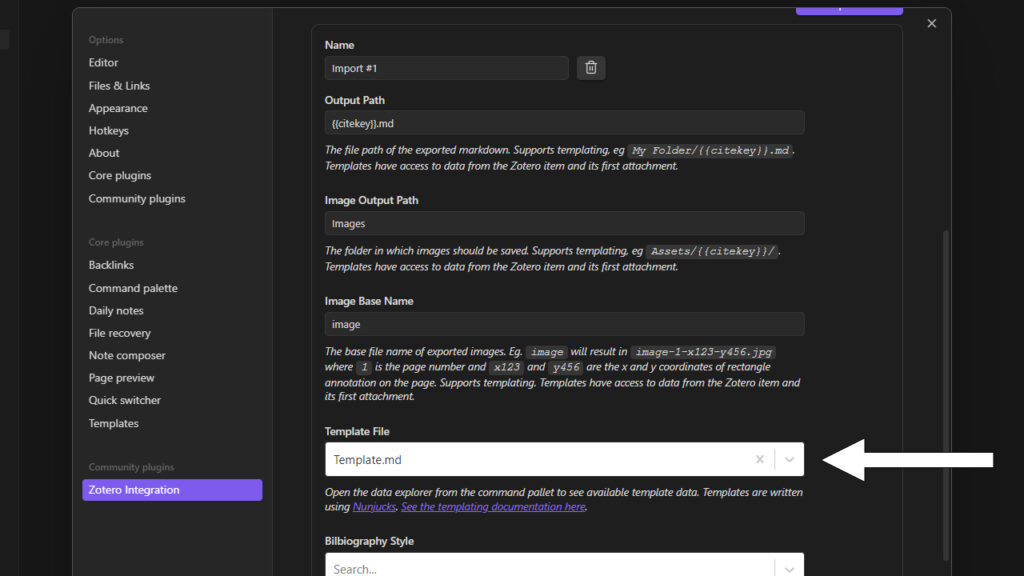 Options
Editor
Files & Links
Appearance
Hotkeys
About
Core plugins
Community plugins
Core plugins
Backlinks
Command palette
Daily notes
File recovery
Note composer
Page preview
Quick switcher
Templates
Community plugins
Zotero Integration
Name
Import #1
Output Path
{{citekey}}.md
The file path of the exported markdown. Supports templating, eg My Folder/{{citekey}}.md.
Templates have access to data from the Zotero item and its first attachment.
Image Output Path
Images
The folder in which images should be saved. Supports templating, eg Assets/{{citekey}}/.
Templates have access to data from the Zotero item and its first attachment.
Image Base Name
image
The base file name of exported images. Eg. image will result in image-1-x123-y456.jpg
where 1 is the page number and x123 and y456 are the x and y coordinates of rectangle
annotation on the page. Supports templating. Templates have access to data from the Zotero item and
its first attachment.
Template File
Template.md
Open the data explorer from the command pallet to see available template data. Templates are written
using Nunjucks. See the templating documentation here.
Bilbiography Style
Search...